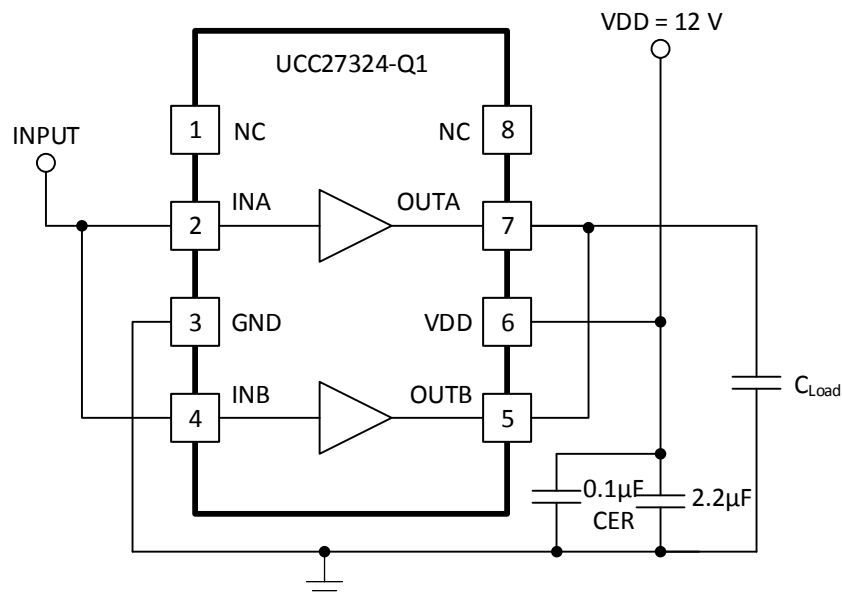 VDD = 12 V
UCC27324-Q1
INPUT
1
NC
NC
8
2
INA
OUTA
7
3
GND
VDD
6
4
INB
OUTB
5
CLoad
0.1μF
CER
2.2μF